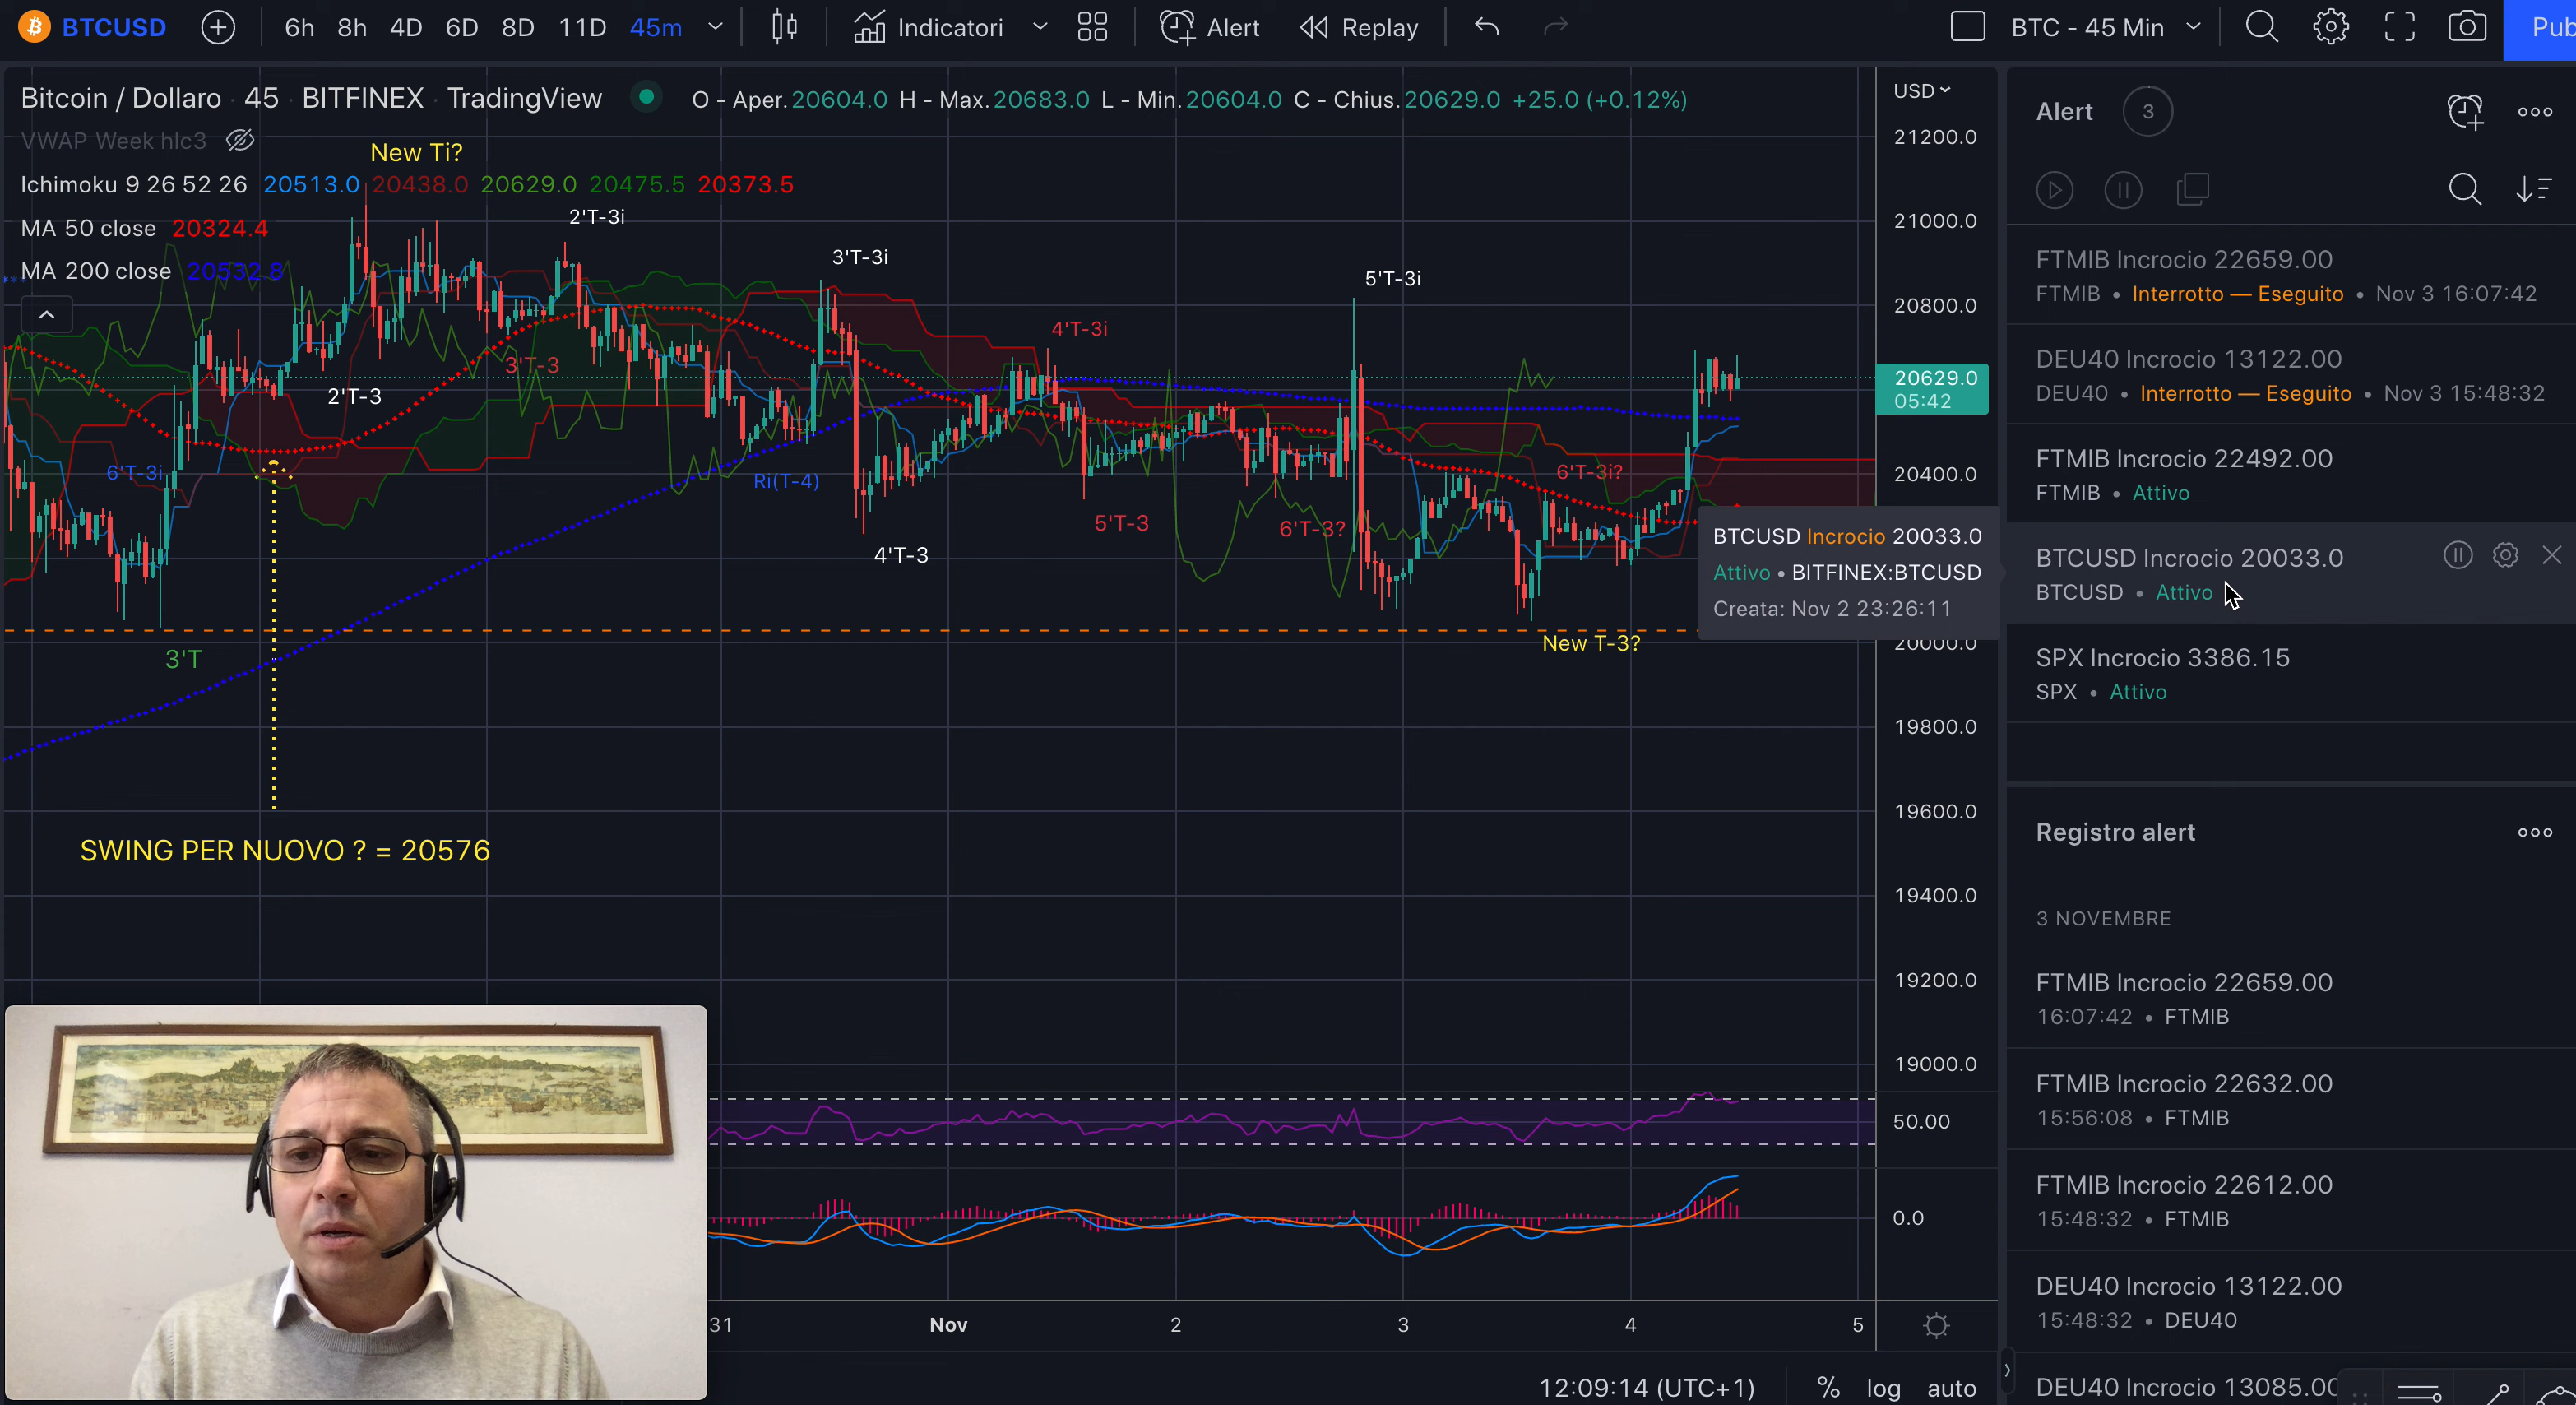 BTCUSD 6h 8h 4D 6D 8D 11D 45m Indicatori Alert Replay BTC - 45 Min Pub
Bitcoin / Dollaro · 45 · BITFINEX · TradingView O - Aper.20604.0 H - Max.20683.0 L - Min.20604.0 C - Chius.20629.0 +25.0 (+0.12%)
VWAP Week hlc3
New Ti?
Ichimoku 9 26 52 26 20513.0 20438.0 20629.0 20475.5 20373.5
MA 50 close 20324.4
MA 200 close 20532.8
2'T-3i
3'T-3i
5'T-3i
4'T-3i
3'T-3
2'T-3
6'T-3i
Ri(T-4)
6'T-3i?
5'T-3
6'T-3?
4'T-3
3'T
New T-3?
SWING PER NUOVO ? = 20576
BTCUSD Incrocio 20033.0
Attivo • BITFINEX:BTCUSD
Creata: Nov 2 23:26:11
USD
21200.0
21000.0
20800.0
20629.0
05:42
20400.0
20000.0
19800.0
19600.0
19400.0
19200.0
19000.0
50.00
0.0
31 Nov 2 3 4 5
12:09:14 (UTC+1) % log auto
Alert 3
FTMIB Incrocio 22659.00
FTMIB • Interrotto — Eseguito • Nov 3 16:07:42
DEU40 Incrocio 13122.00
DEU40 • Interrotto — Eseguito • Nov 3 15:48:32
FTMIB Incrocio 22492.00
FTMIB • Attivo
BTCUSD Incrocio 20033.0
BTCUSD • Attivo
SPX Incrocio 3386.15
SPX • Attivo
Registro alert
3 NOVEMBRE
FTMIB Incrocio 22659.00
16:07:42 • FTMIB
FTMIB Incrocio 22632.00
15:56:08 • FTMIB
FTMIB Incrocio 22612.00
15:48:32 • FTMIB
DEU40 Incrocio 13122.00
15:48:32 • DEU40
DEU40 Incrocio 13085.00